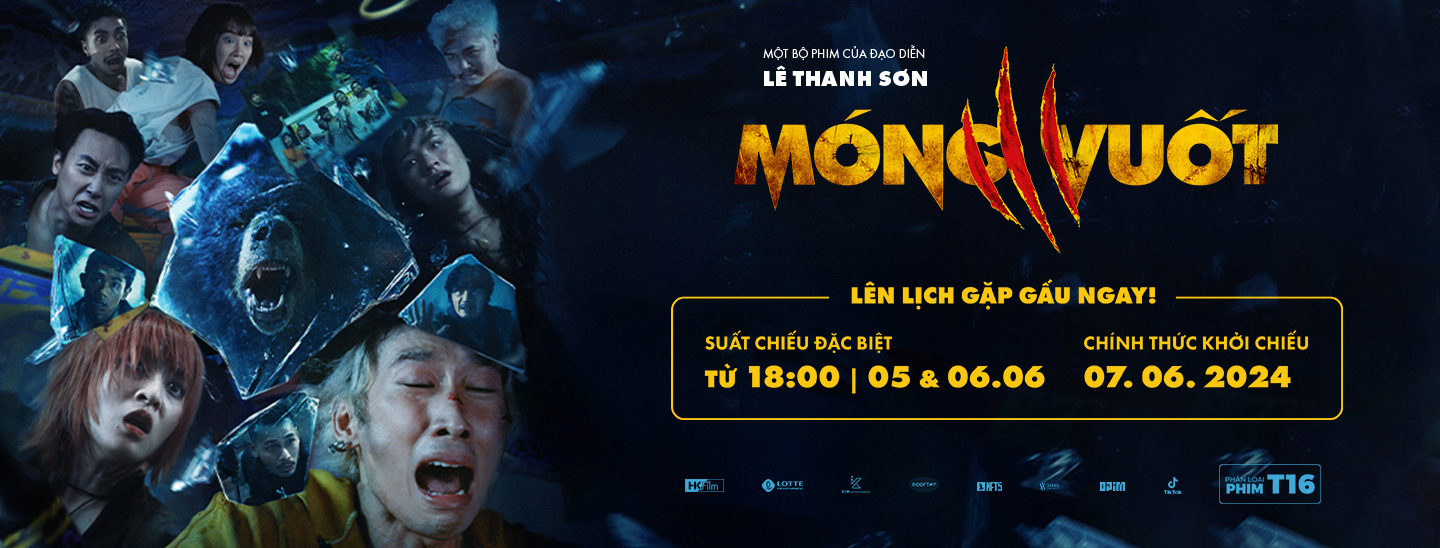 MỘT BỘ PHIM CỦA ĐẠO DIỄN
LÊ THANH SƠN
MÓNG VUỐT
LÊN LỊCH GẶP GẤU NGAY!
SUẤT CHIẾU ĐẶC BIỆT
TỪ 18:00 | 05 & 06.06
CHÍNH THỨC KHỞI CHIẾU
07. 06. 2024
HKfilm
LOTTE
NFTS
OPIM
TikTok
PHÂN LOẠI
PHIM T16